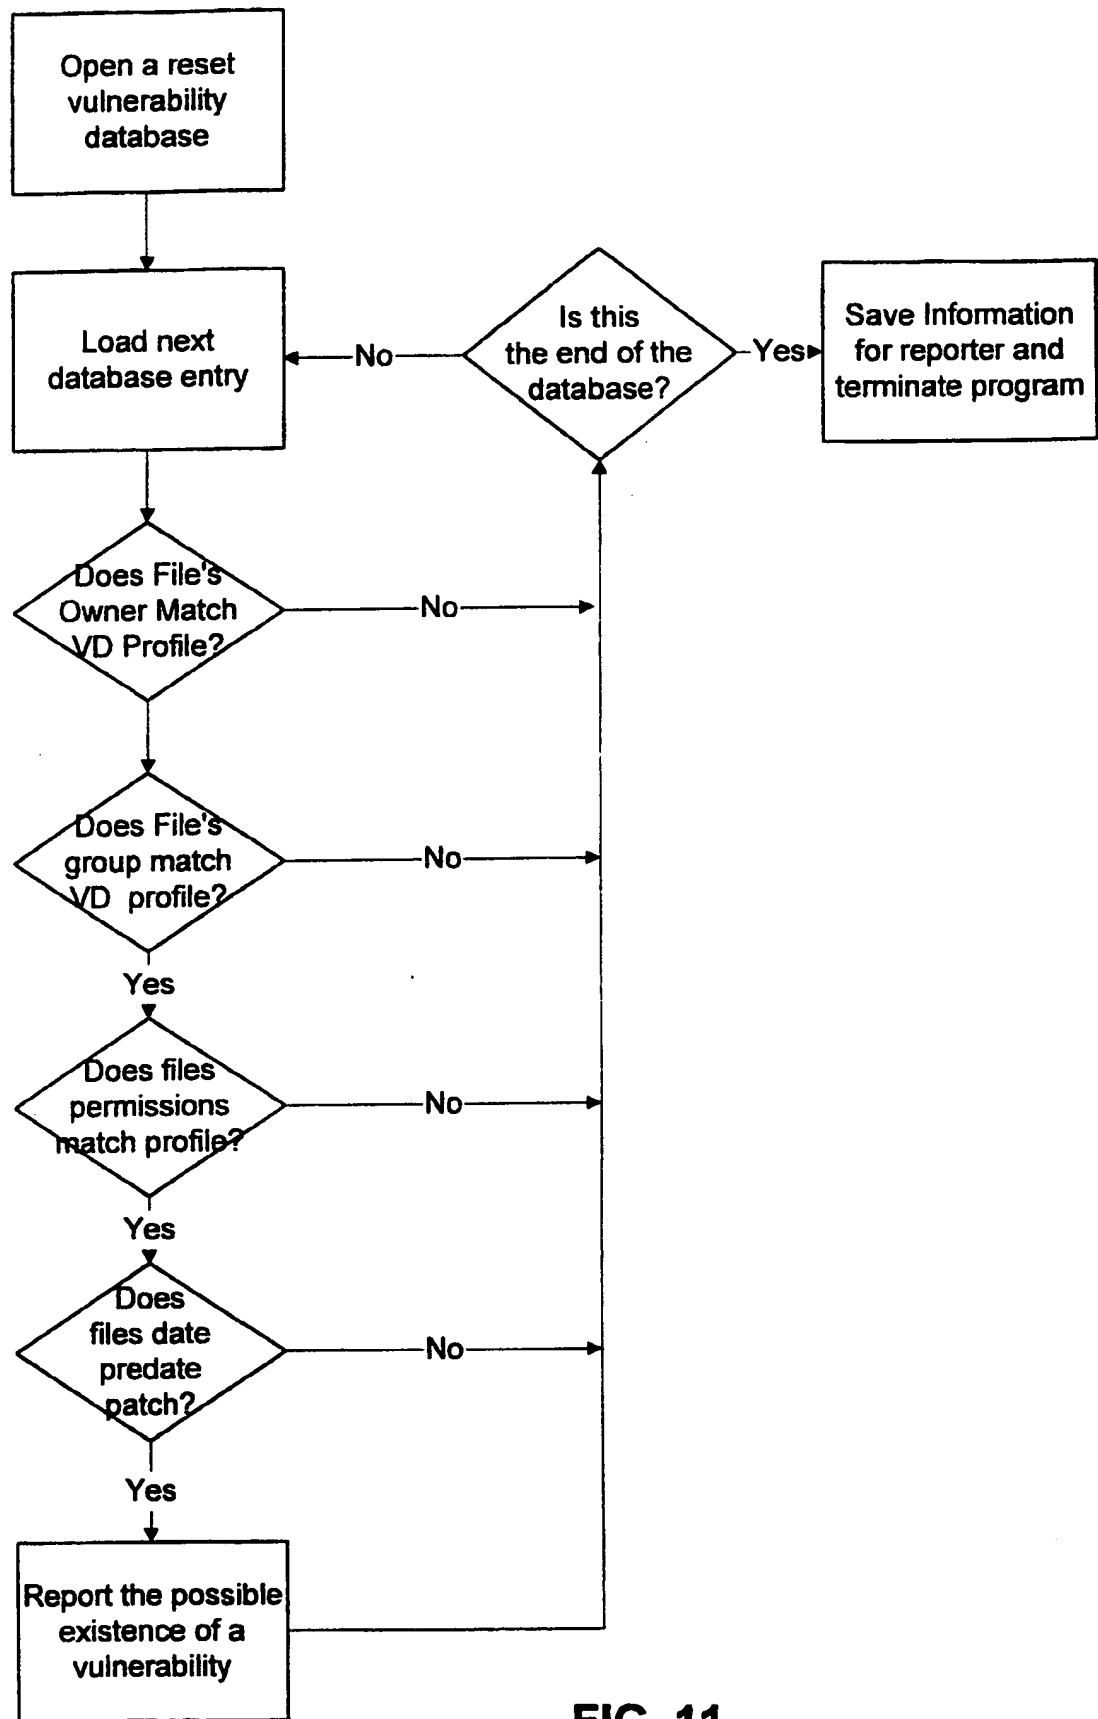 Open a reset
vulnerability
database
Load next
database entry
No
Is this
the end of the
database?
Yes
Save Information
for reporter and
terminate program
Does File's
Owner Match
VD Profile?
No
Does File's
group match
VD profile?
No
Yes
Does files
permissions
match profile?
No
Yes
Does
files date
predate
patch?
No
Yes
Report the possible
existence of a
vulnerability
FIG. 11